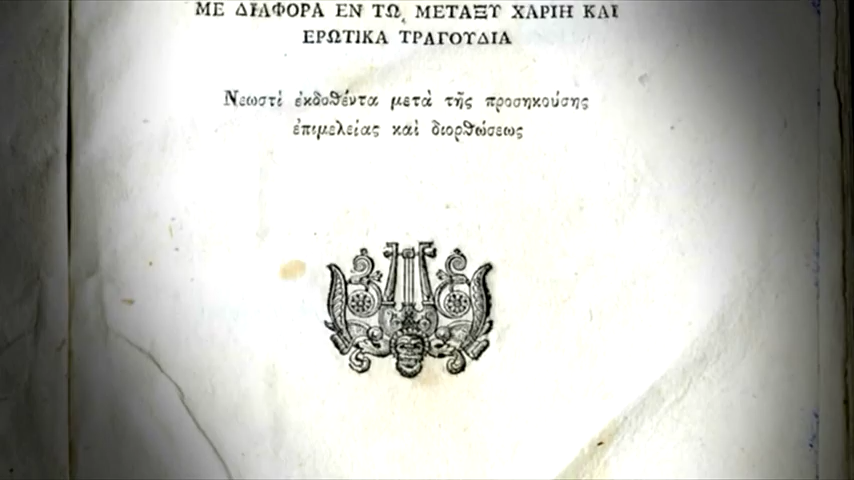 ΜΕ ΔΙΑΦΟΡΑ ΕΝ ΤΩ, ΜΕΤΑΞΥ ΧΑΡΙΗ ΚΑΙ
ΕΡΩΤΙΚΑ ΤΡΑΓΟΥΔΙΑ
Νεωστὶ ἐκδοθέντα μετὰ τῆς προσηκούσης
ἐπιμελείας καὶ διορθώσεως